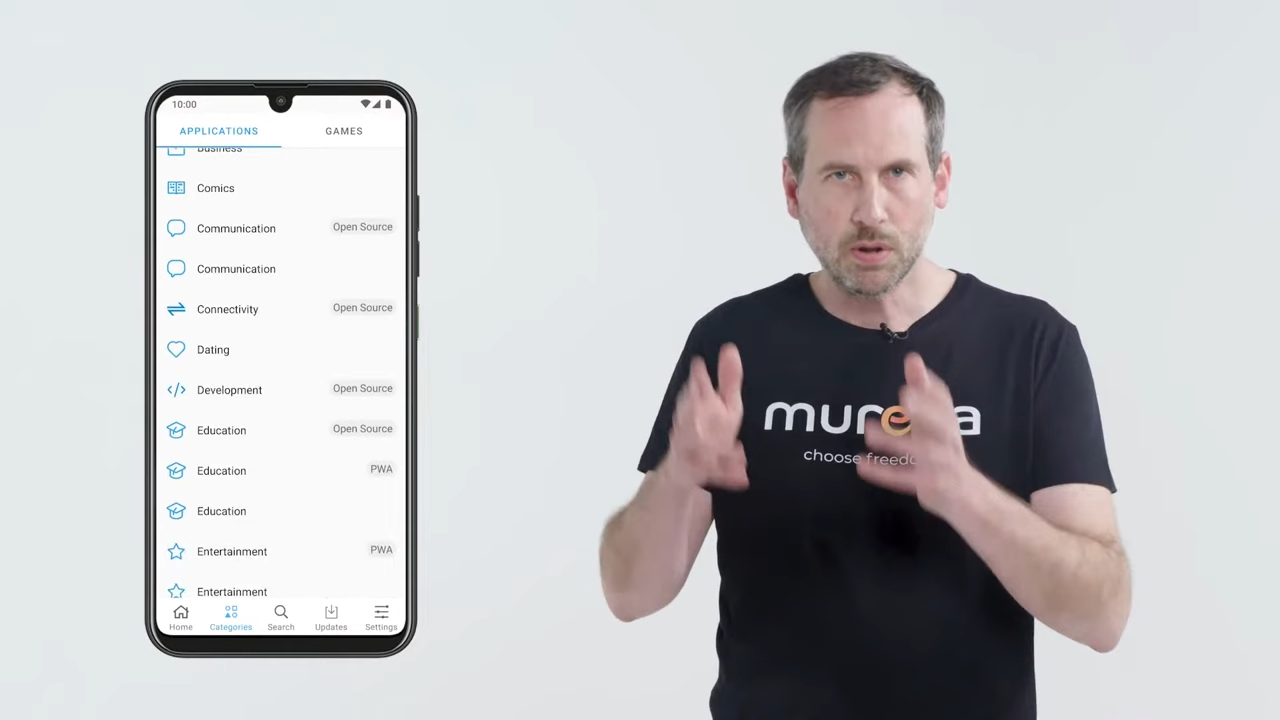 10:00
APPLICATIONS GAMES
Business
Comics
Communication Open Source
Communication
Connectivity Open Source
Dating
Development Open Source
Education Open Source
Education PWA
Education
Entertainment PWA
Entertainment
Home Categories Search Updates Settings
choose